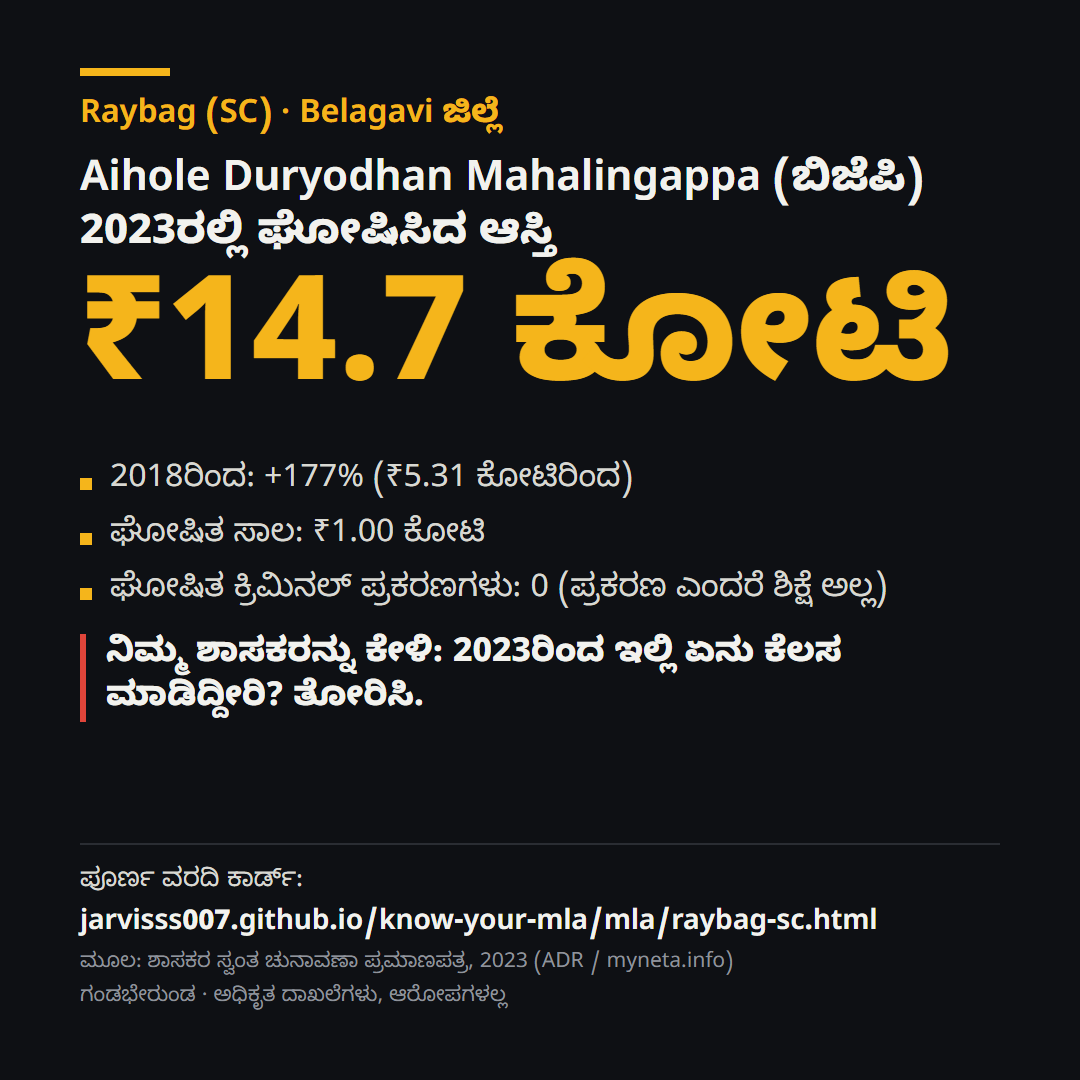 Raybag (SC) · Belagavi ಜಿಲ್ಲೆ
Aihole Duryodhan Mahalingappa (ಬಿಜೆಪಿ)
2023ರಲ್ಲಿ ಘೋಷಿಸಿದ ಆಸ್ತಿ
₹14.7 ಕೋಟಿ
2018ರಿಂದ: +177% (₹5.31 ಕೋಟಿರಿಂದ)
ಘೋಷಿತ ಸಾಲ: ₹1.00 ಕೋಟಿ
ಘೋಷಿತ ಕ್ರಿಮಿನಲ್ ಪ್ರಕರಣಗಳು: 0 (ಪ್ರಕರಣ ಎಂದರೆ ಶಿಕ್ಷೆ ಅಲ್ಲ)
ನಿಮ್ಮ ಶಾಸಕರನ್ನು ಕೇಳಿ: 2023ರಿಂದ ಇಲ್ಲಿ ಏನು ಕೆಲಸ
ಮಾಡಿದ್ದೀರಿ? ತೋರಿಸಿ.
ಪೂರ್ಣ ವರದಿ ಕಾರ್ಡ್:
jarvisss007.github.io/know-your-mla/mla/raybag-sc.html
ಮೂಲ: ಶಾಸಕರ ಸ್ವಂತ ಚುನಾವಣಾ ಪ್ರಮಾಣಪತ್ರ, 2023 (ADR / myneta.info)
ಗಂಡಭೇರುಂಡ · ಅಧಿಕೃತ ದಾಖಲೆಗಳು, ಆರೋಪಗಳಲ್ಲ